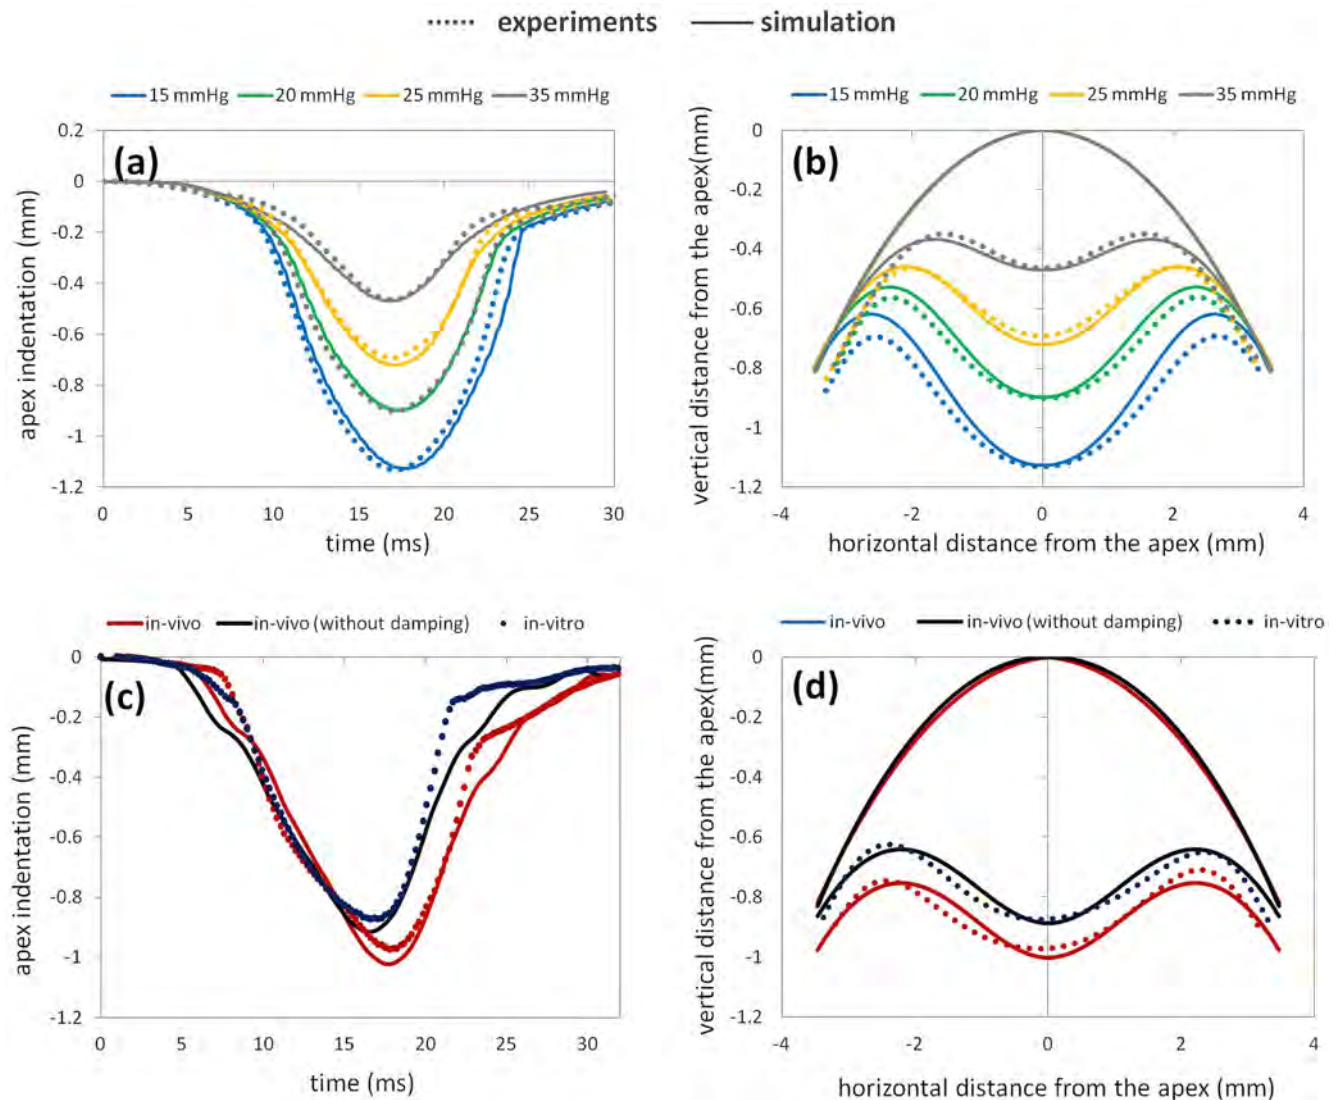 experiments simulation
15 mmHg 20 mmHg 25 mmHg 35 mmHg
(a)
0.2
0
-0.2
-0.4
-0.6
-0.8
-1
-1.2
0 5 10 15 20 25 30
apex indentation (mm)
time (ms)
15 mmHg 20 mmHg 25 mmHg 35 mmHg
(b)
0
-0.2
-0.4
-0.6
-0.8
-1
-1.2
-4 -2 0 2 4
vertical distance from the apex(mm)
horizontal distance from the apex (mm)
in-vivo in-vivo (without damping) in-vitro
(c)
0
-0.2
-0.4
-0.6
-0.8
-1
-1.2
0 5 10 15 20 25 30
apex indentation (mm)
time (ms)
in-vivo in-vivo (without damping) in-vitro
(d)
0
-0.2
-0.4
-0.6
-0.8
-1
-1.2
-4 -2 0 2 4
vertical distance from the apex(mm)
horizontal distance from the apex (mm)